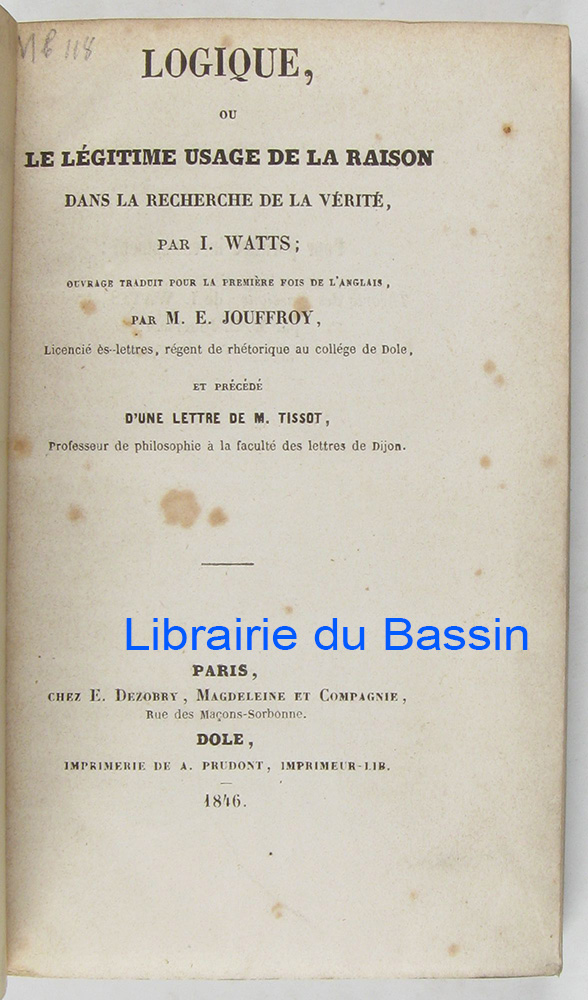 LOGIQUE,
OU
LE LÉGITIME USAGE DE LA RAISON
DANS LA RECHERCHE DE LA VÉRITÉ,
PAR I. WATTS;
OUVRAGE TRADUIT POUR LA PREMIÈRE FOIS DE L'ANGLAIS,
PAR M. E. JOUFFROY,
Licencié ès-lettres, régent de rhétorique au collége de Dole,
ET PRÉCÉDÉ
D'UNE LETTRE DE M. TISSOT,
Professeur de philosophie à la faculté des lettres de Dijon.
Librairie du Bassin
PARIS,
CHEZ E. DEZOBRY, MAGDELEINE ET COMPAGNIE,
Rue des Maçons-Sorbonne.
DOLE,
IMPRIMERIE DE A. PRUDONT, IMPRIMEUR-LIB.
1846.